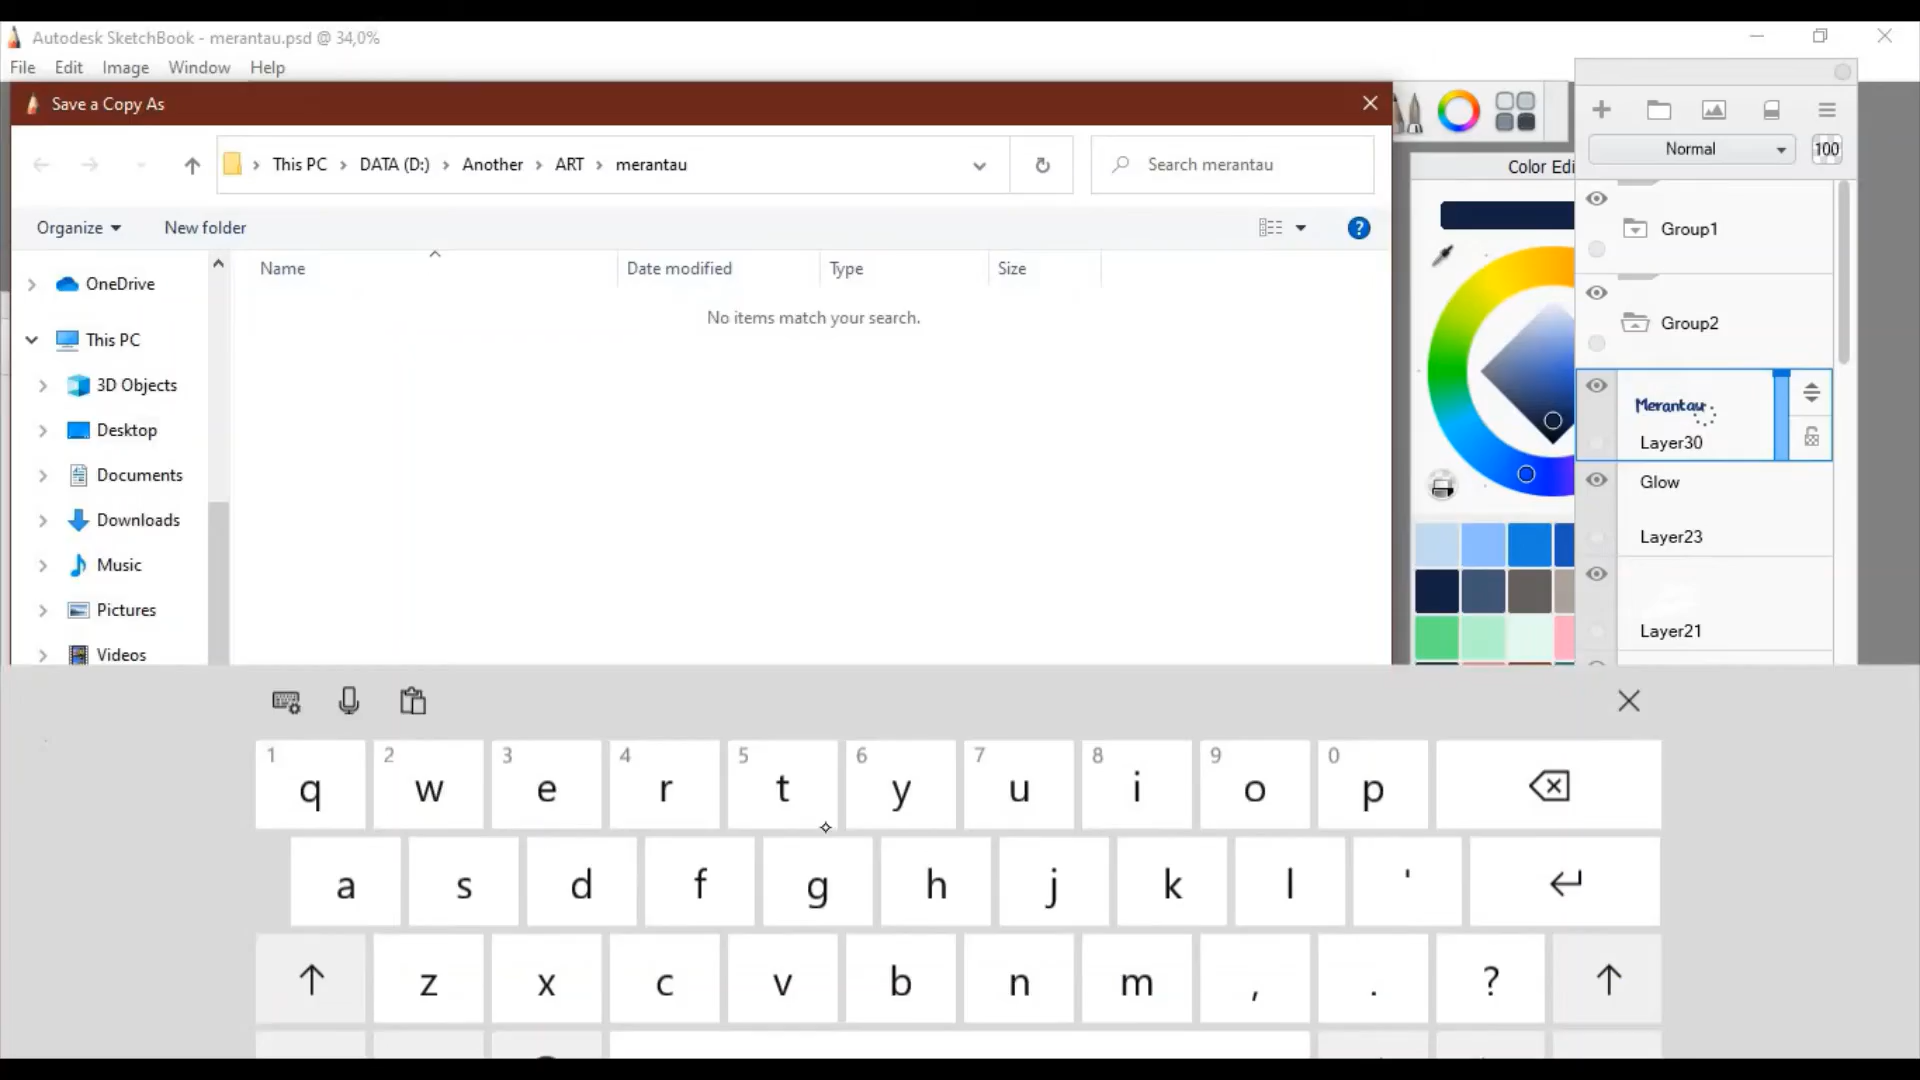 Autodesk SketchBook - merantau.psd @ 34,0%
File Edit Image Window Help
Save a Copy As
This PC DATA (D:) Another ART merantau
Search merantau
Organize New folder
Name Date modified Type Size
No items match your search.
OneDrive
This PC
3D Objects
Desktop
Documents
Downloads
Music
Pictures
Videos
Color Edi
Normal 100
Group1
Group2
Merantau
Layer30
Glow
Layer23
Layer21
1 2 3 4 5 6 7 8 9 0
q w e r t y u i o p
a s d f g h j k l '
z x c v b n m , . ?